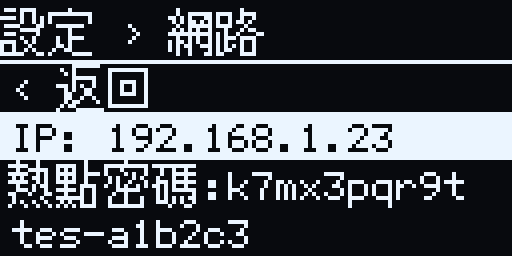 設定 > 網路
< 返回
IP: 192.168.1.23
熱點密碼:k7mx3pqr9t
tes-a1b2c3